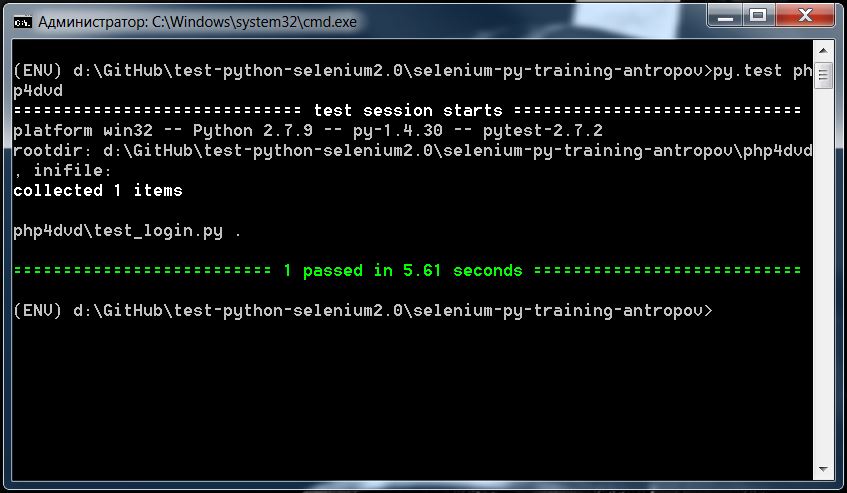 Администратор: C:\Windows\system32\cmd.exe
(ENV) d:\GitHub\test-python-selenium2.0\selenium-py-training-antropov>py.test ph
p4dvd
============================= test session starts =============================
platform win32 -- Python 2.7.9 -- py-1.4.30 -- pytest-2.7.2
rootdir: d:\GitHub\test-python-selenium2.0\selenium-py-training-antropov\php4dvd
, inifile:
collected 1 items
php4dvd\test_login.py .
========================== 1 passed in 5.61 seconds ===========================
(ENV) d:\GitHub\test-python-selenium2.0\selenium-py-training-antropov>